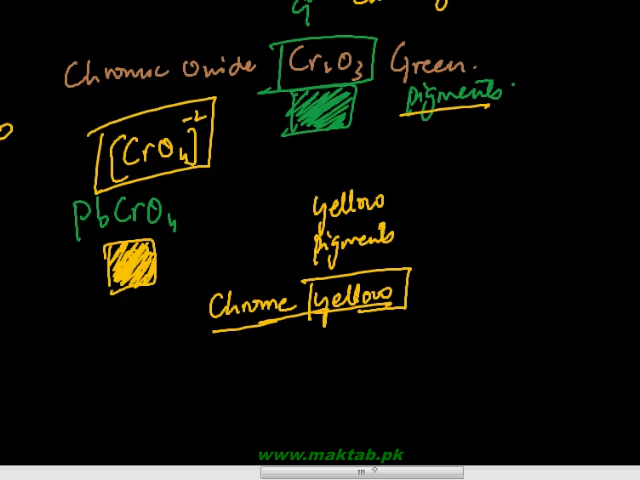 Chromic Oxide Cr2O3 Green.
pigments.
[CrO4]-2
PbCrO4
yellow
pigments
Chrome yellow
www.maktab.pk